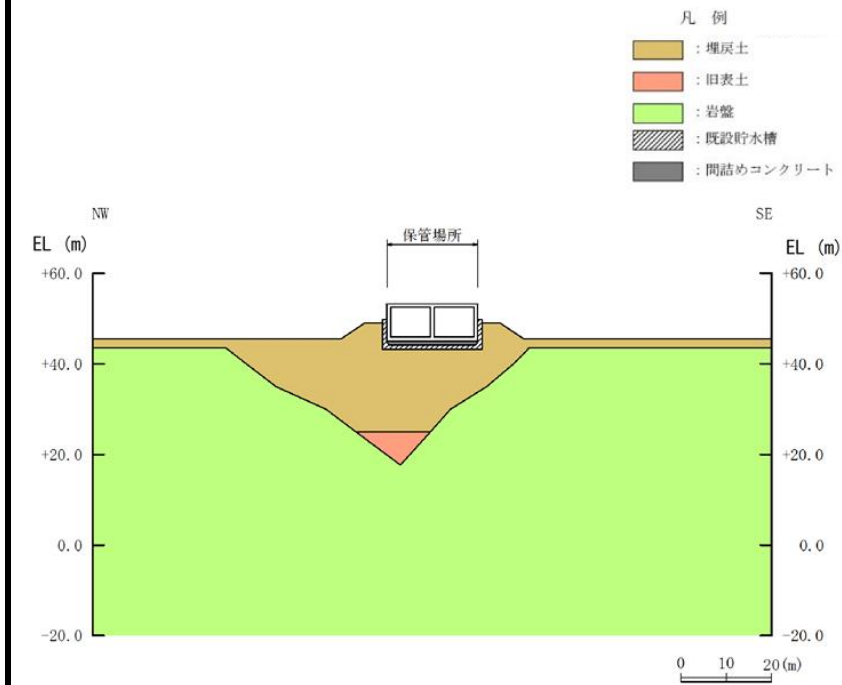 凡 例
：埋戻土
：旧表土
：岩盤
：既設貯水槽
：間詰めコンクリート
NW
SE
EL (m)
保管場所
EL (m)
+60.0
+60.0
+40.0
+40.0
+20.0
+20.0
0.0
0.0
-20.0
-20.0
0 10 20(m)